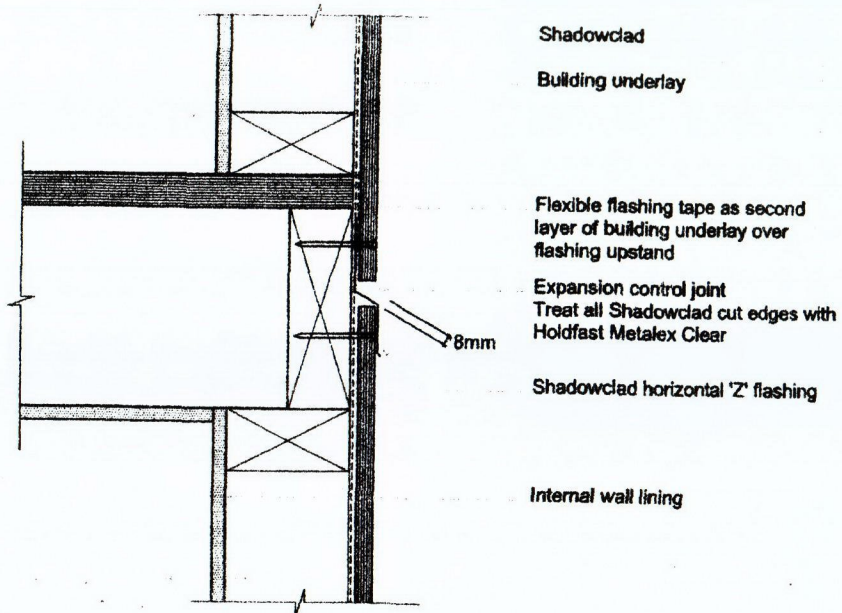 Shadowclad
Building underlay
Flexible flashing tape as second
layer of building underlay over
flashing upstand
Expansion control joint
Treat all Shadowclad cut edges with
Holdfast Metalex Clear
8mm
Shadowclad horizontal 'Z' flashing
Internal wall lining